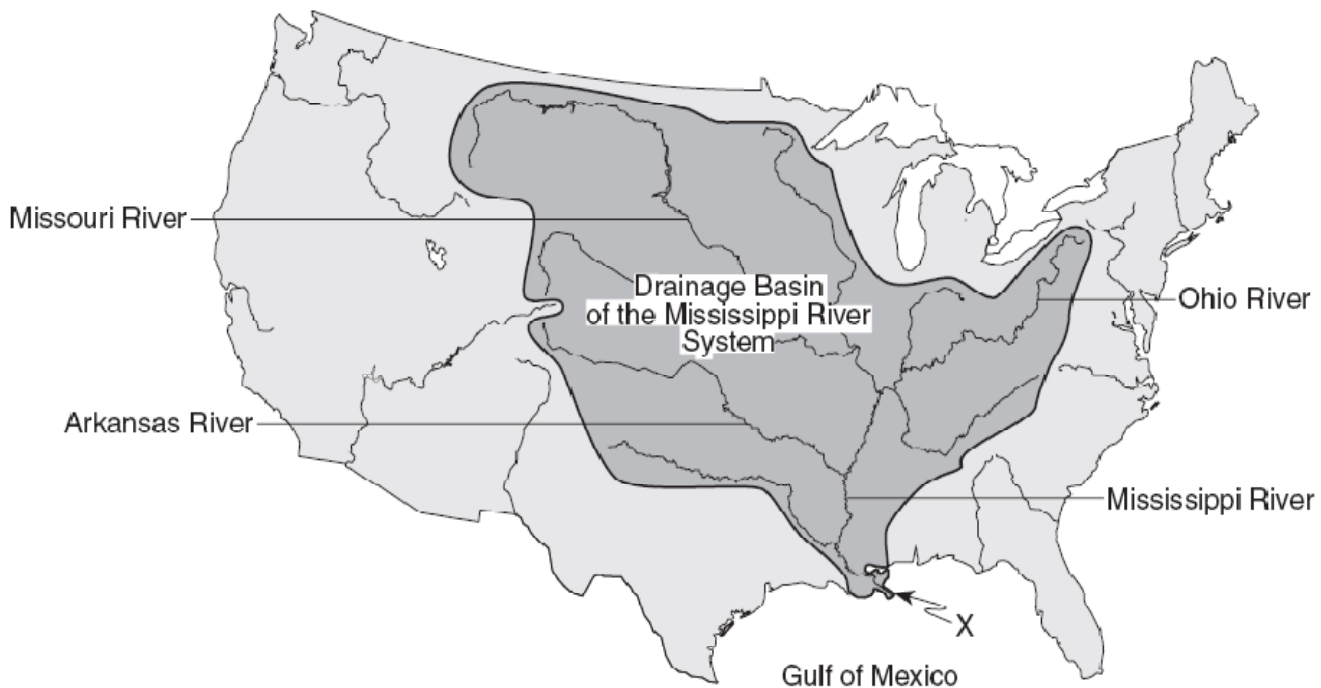 Missouri River
Drainage Basin
of the Mississippi River
System
Ohio River
Arkansas River
Mississippi River
X
Gulf of Mexico